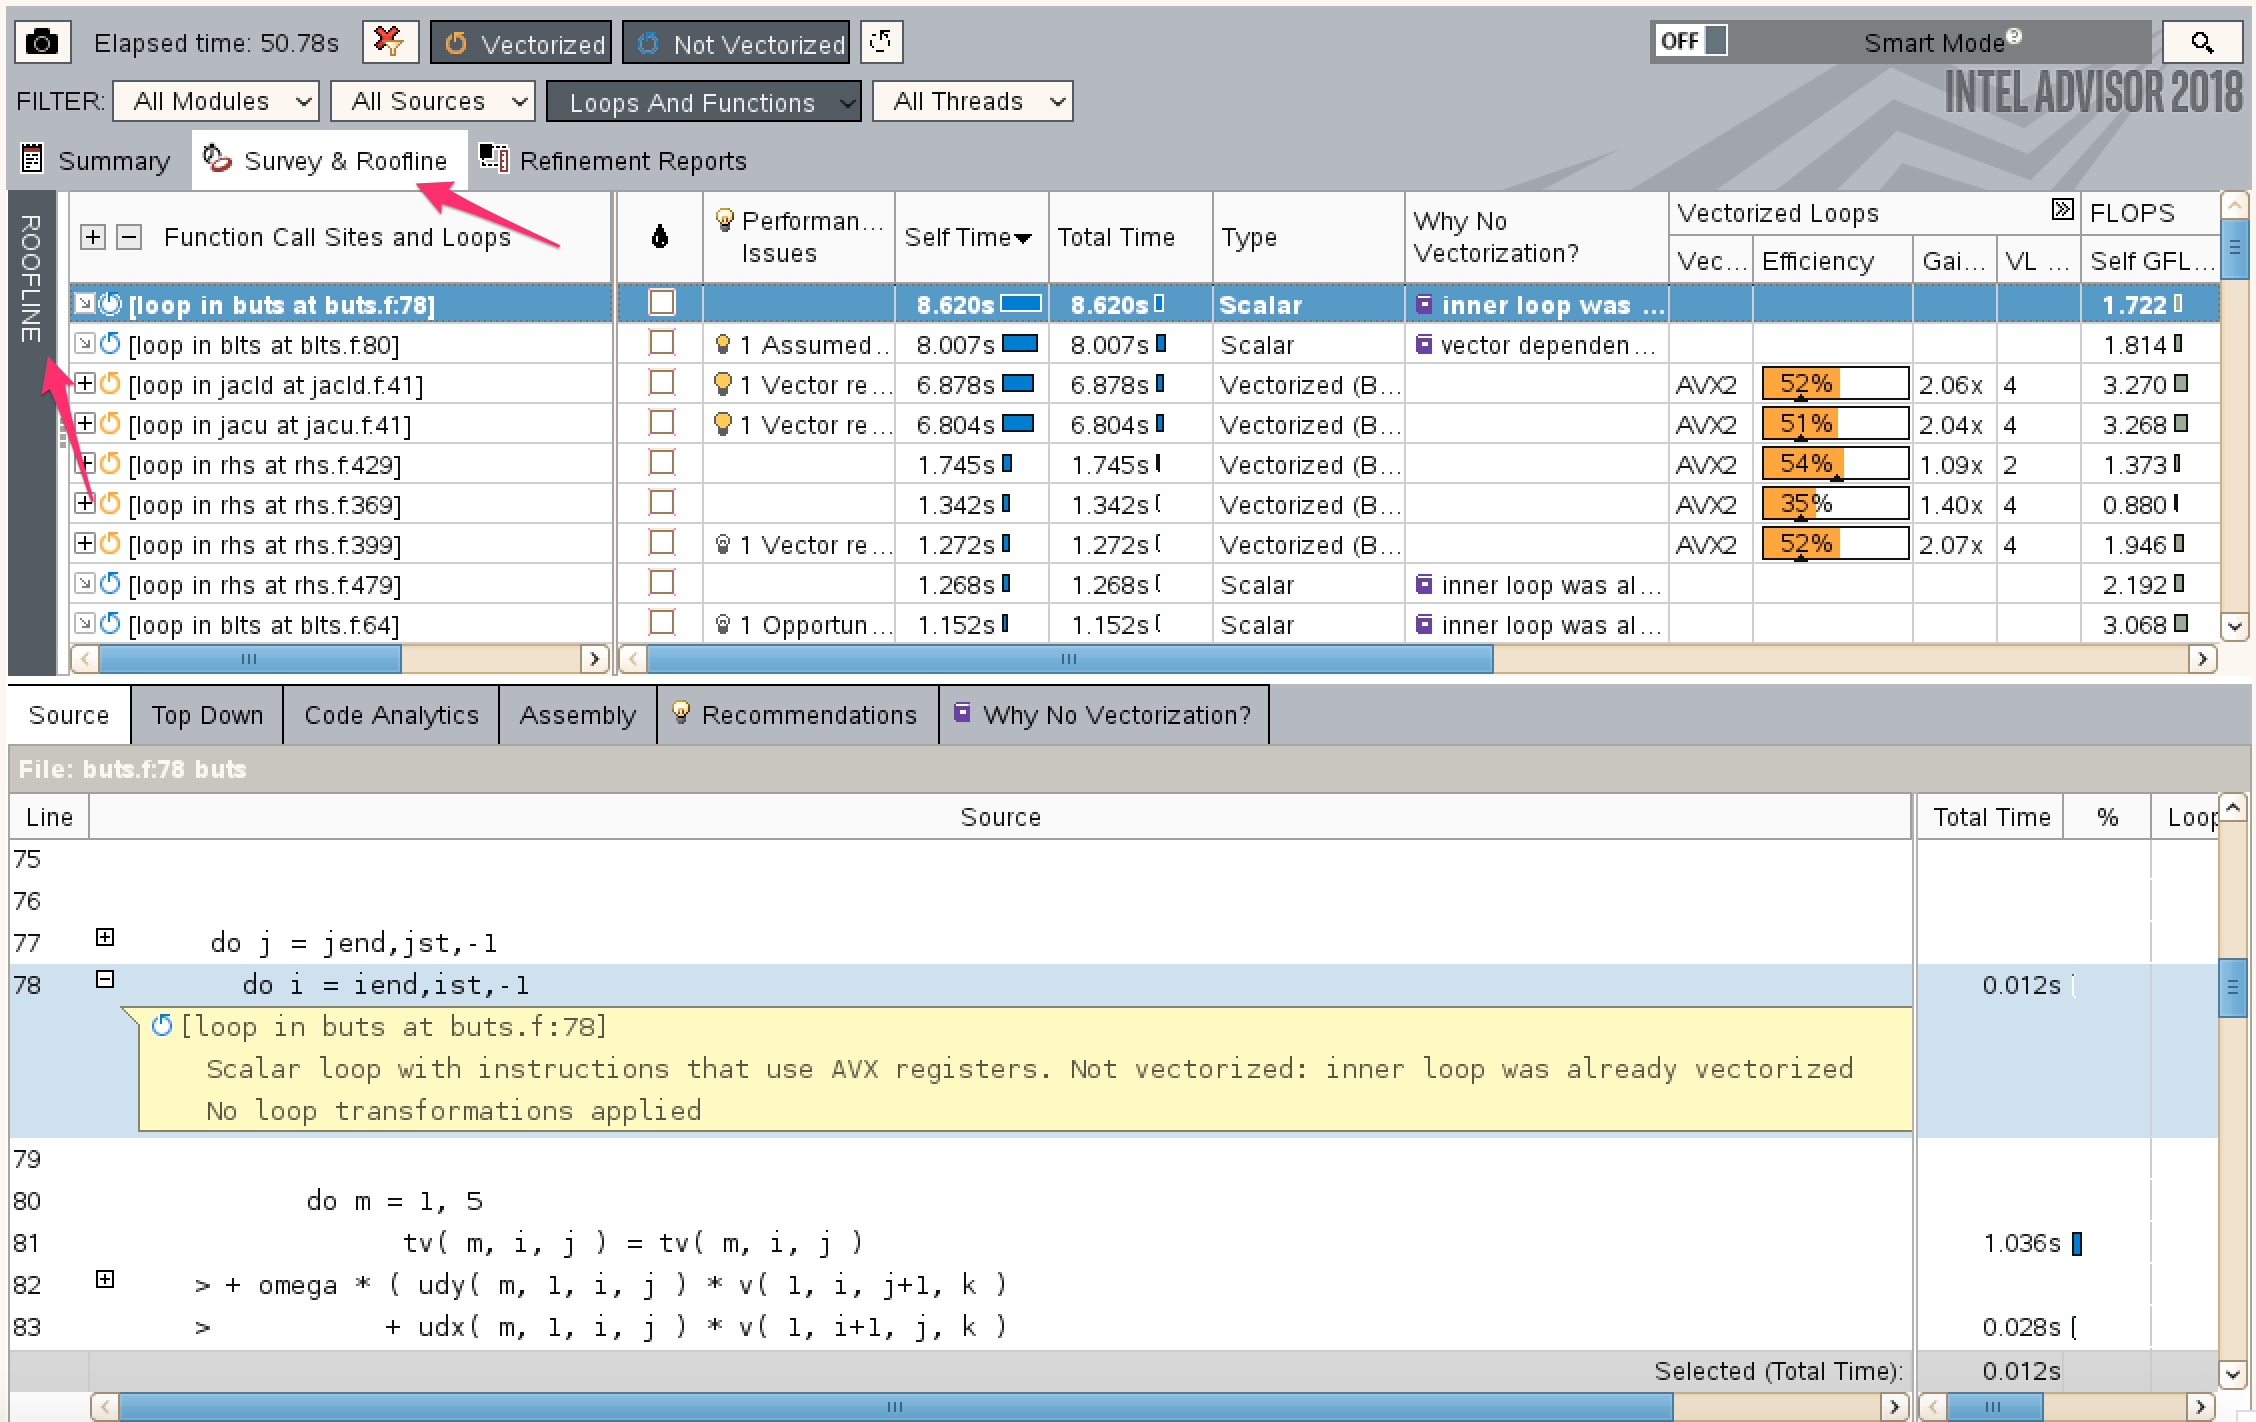 Elapsed time: 50.78s Vectorized Not Vectorized OFF Smart Mode?
FILTER: All Modules All Sources Loops And Functions All Threads INTEL ADVISOR 2018
Summary Survey & Roofline Refinement Reports
ROOFLINE
Function Call Sites and Loops Performan... Issues Self Time Total Time Type Why No Vectorization? Vectorized Loops FLOPS
Vec... Efficiency Gai... VL ... Self GFL...
[loop in buts at buts.f:78] 8.620s 8.620s Scalar inner loop was ... 1.722
[loop in blts at blts.f:80] 1 Assumed... 8.007s 8.007s Scalar vector dependen... 1.814
[loop in jacld at jacld.f:41] 1 Vector re... 6.878s 6.878s Vectorized (B... AVX2 52% 2.06x 4 3.270
[loop in jacu at jacu.f:41] 1 Vector re... 6.804s 6.804s Vectorized (B... AVX2 51% 2.04x 4 3.268
[loop in rhs at rhs.f:429] 1.745s 1.745s Vectorized (B... AVX2 54% 1.09x 2 1.373
[loop in rhs at rhs.f:369] 1.342s 1.342s Vectorized (B... AVX2 35% 1.40x 4 0.880
[loop in rhs at rhs.f:399] 1 Vector re... 1.272s 1.272s Vectorized (B... AVX2 52% 2.07x 4 1.946
[loop in rhs at rhs.f:479] 1.268s 1.268s Scalar inner loop was al... 2.192
[loop in blts at blts.f:64] 1 Opportun... 1.152s 1.152s Scalar inner loop was al... 3.068
Source Top Down Code Analytics Assembly Recommendations Why No Vectorization?
File: buts.f:78 buts
Line Source Total Time % Loop
75
76
77 do j = jend,jst,-1
78 do i = iend,ist,-1 0.012s
[loop in buts at buts.f:78]
Scalar loop with instructions that use AVX registers. Not vectorized: inner loop was already vectorized
No loop transformations applied
79
80 do m = 1, 5
81 tv( m, i, j ) = tv( m, i, j ) 1.036s
82 > + omega * ( udy( m, 1, i, j ) * v( 1, i, j+1, k )
83 > + udx( m, 1, i, j ) * v( 1, i+1, j, k ) 0.028s
Selected (Total Time): 0.012s